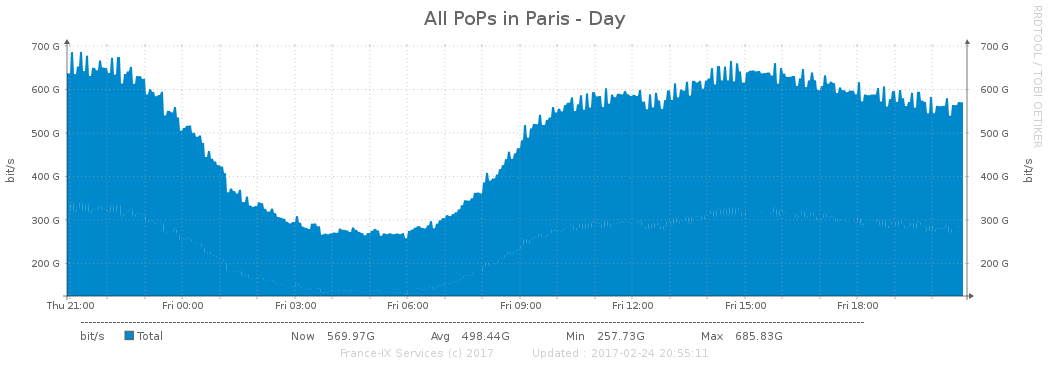 All PoPs in Paris - Day
RRDTOOL / TOBI OETIKER
700 G 700 G
600 G 600 G
500 G 500 G
400 G 400 G
300 G 300 G
200 G 200 G
bit/s bit/s
Thu 21:00 Fri 00:00 Fri 03:00 Fri 06:00 Fri 09:00 Fri 12:00 Fri 15:00 Fri 18:00
bit/s Total Now 569.97G Avg 498.44G Min 257.73G Max 685.83G
France-IX Services (c) 2017 Updated : 2017-02-24 20:55:11